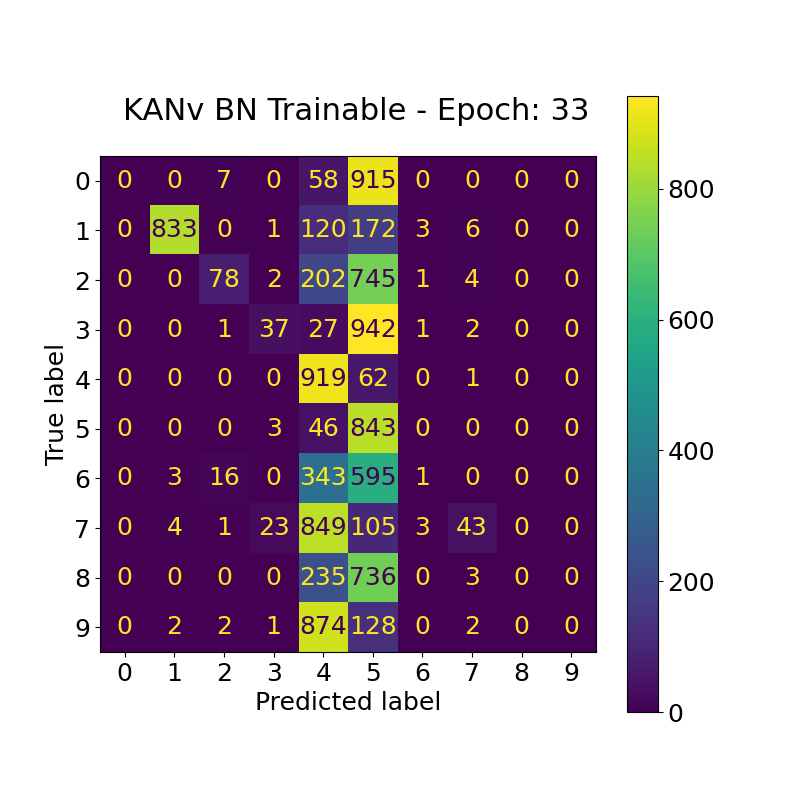 KANv BN Trainable - Epoch: 33
0 0 0 7 0 58 915 0 0 0 0
1 0 833 0 1 120 172 3 6 0 0
2 0 0 78 2 202 745 1 4 0 0
3 0 0 1 37 27 942 1 2 0 0
4 0 0 0 0 919 62 0 1 0 0
5 0 0 0 3 46 843 0 0 0 0
6 0 3 16 0 343 595 1 0 0 0
7 0 4 1 23 849 105 3 43 0 0
8 0 0 0 0 235 736 0 3 0 0
9 0 2 2 1 874 128 0 2 0 0
0 1 2 3 4 5 6 7 8 9
Predicted label
True label
800
600
400
200
0